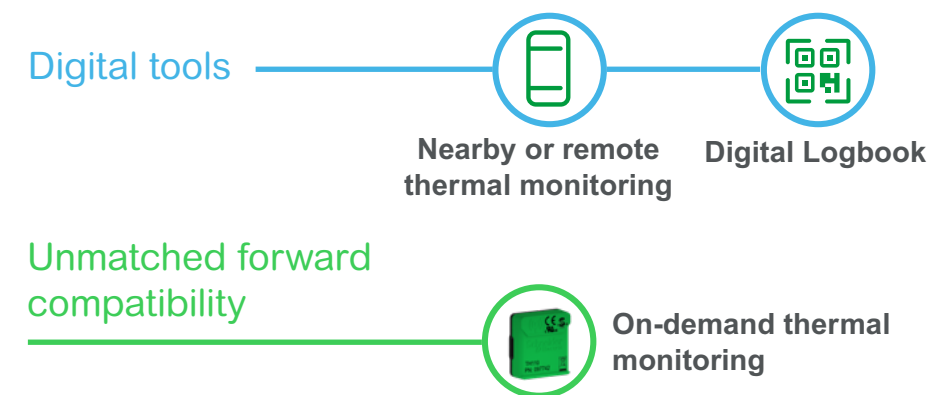 Digital tools
Nearby or remote
thermal monitoring
Digital Logbook
Unmatched forward
compatibility
On-demand thermal
monitoring